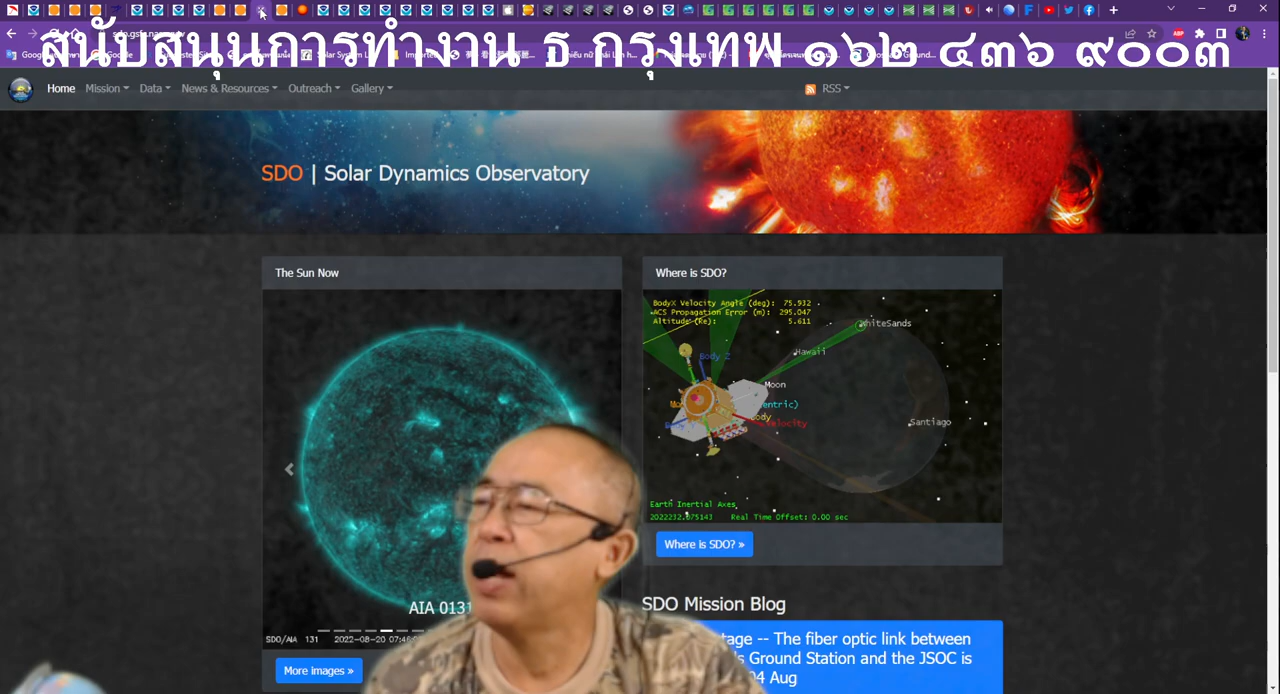 สนับสนุนการทำงาน ธ.กรุงเทพ ๑๖๒ ๔๓๖ ๙๐๐๓
Home Mission Data News & Resources Outreach Gallery RSS
SDO | Solar Dynamics Observatory
The Sun Now
Where is SDO?
BodyX Velocity Angle (deg): 75.932
ACS Propagation Error (m): 295.047
Altitude (Re): 5.611
WhiteSands
Hawaii
Body Z
Moon
Santiago
Earth Inertial Axes
Real Time Offset: 0.00 sec
Where is SDO? »
AIA 0131
SDO/AIA 131 2022-08-20
More images »
SDO Mission Blog
The fiber optic link between
Ground Station and the JSOC is
Aug